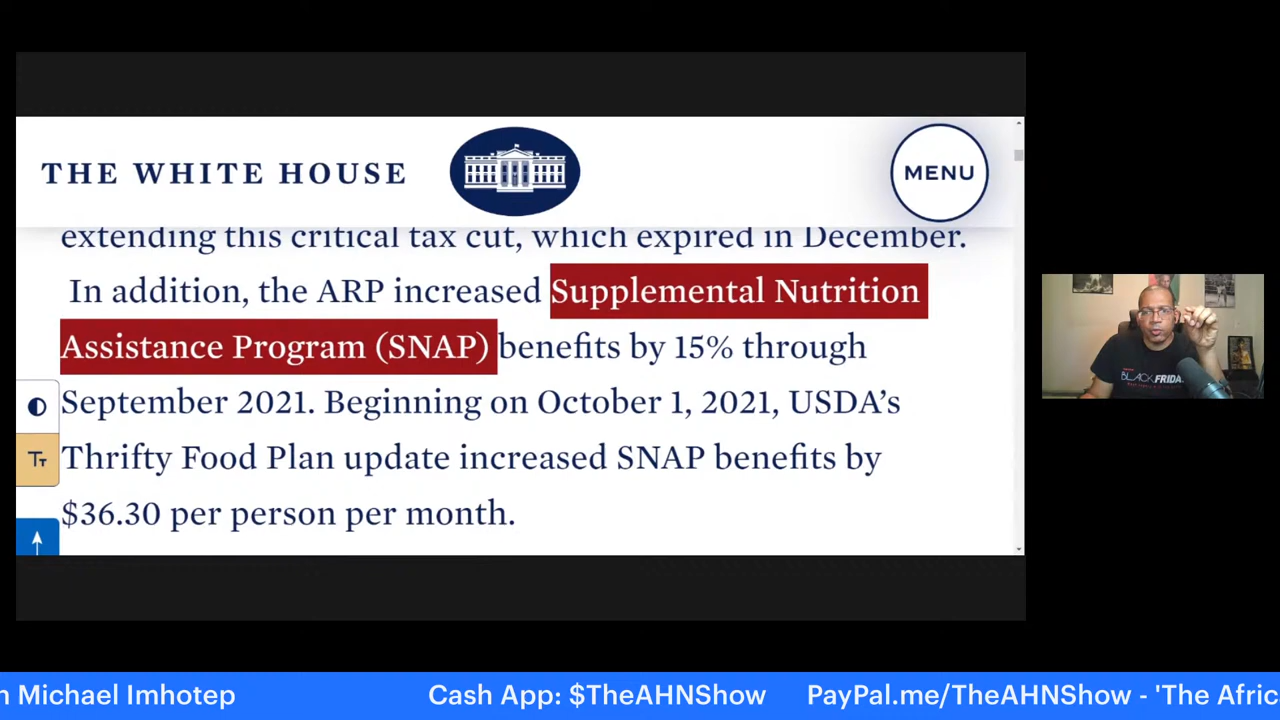 THE WHITE HOUSE
MENU
extending this critical tax cut, which expired in December.
In addition, the ARP increased Supplemental Nutrition
Assistance Program (SNAP) benefits by 15% through
September 2021. Beginning on October 1, 2021, USDA’s
Thrifty Food Plan update increased SNAP benefits by
$36.30 per person per month.
TT
BLACK FRIDAY
Michael Imhotep Cash App: $TheAHNShow PayPal.me/TheAHNShow - 'The Afric